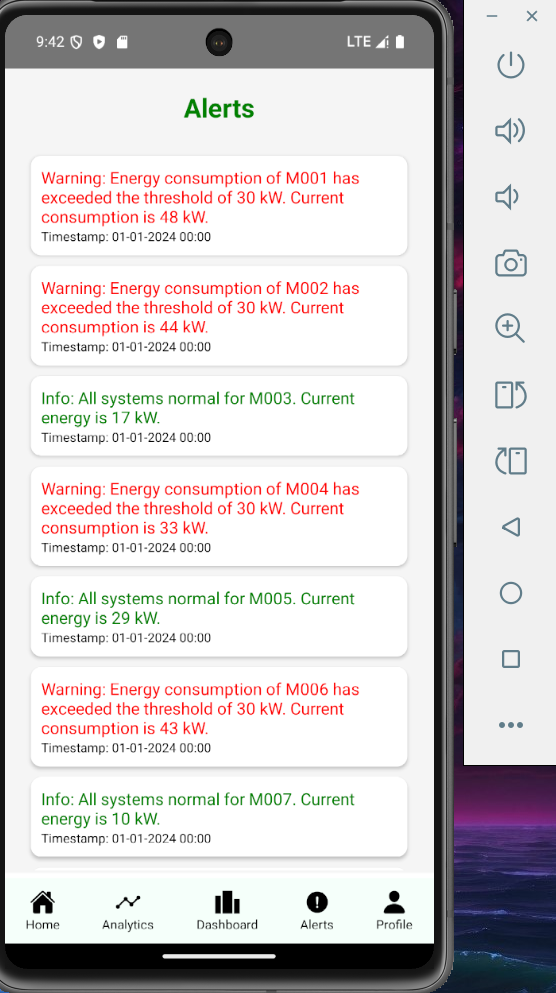 9:42
LTE
Alerts
Warning: Energy consumption of M001 has
exceeded the threshold of 30 kW. Current
consumption is 48 kW.
Timestamp: 01-01-2024 00:00
Warning: Energy consumption of M002 has
exceeded the threshold of 30 kW. Current
consumption is 44 kW.
Timestamp: 01-01-2024 00:00
Info: All systems normal for M003. Current
energy is 17 kW.
Timestamp: 01-01-2024 00:00
Warning: Energy consumption of M004 has
exceeded the threshold of 30 kW. Current
consumption is 33 kW.
Timestamp: 01-01-2024 00:00
Info: All systems normal for M005. Current
energy is 29 kW.
Timestamp: 01-01-2024 00:00
Warning: Energy consumption of M006 has
exceeded the threshold of 30 kW. Current
consumption is 43 kW.
Timestamp: 01-01-2024 00:00
Info: All systems normal for M007. Current
energy is 10 kW.
Timestamp: 01-01-2024 00:00
Home
Analytics
Dashboard
Alerts
Profile